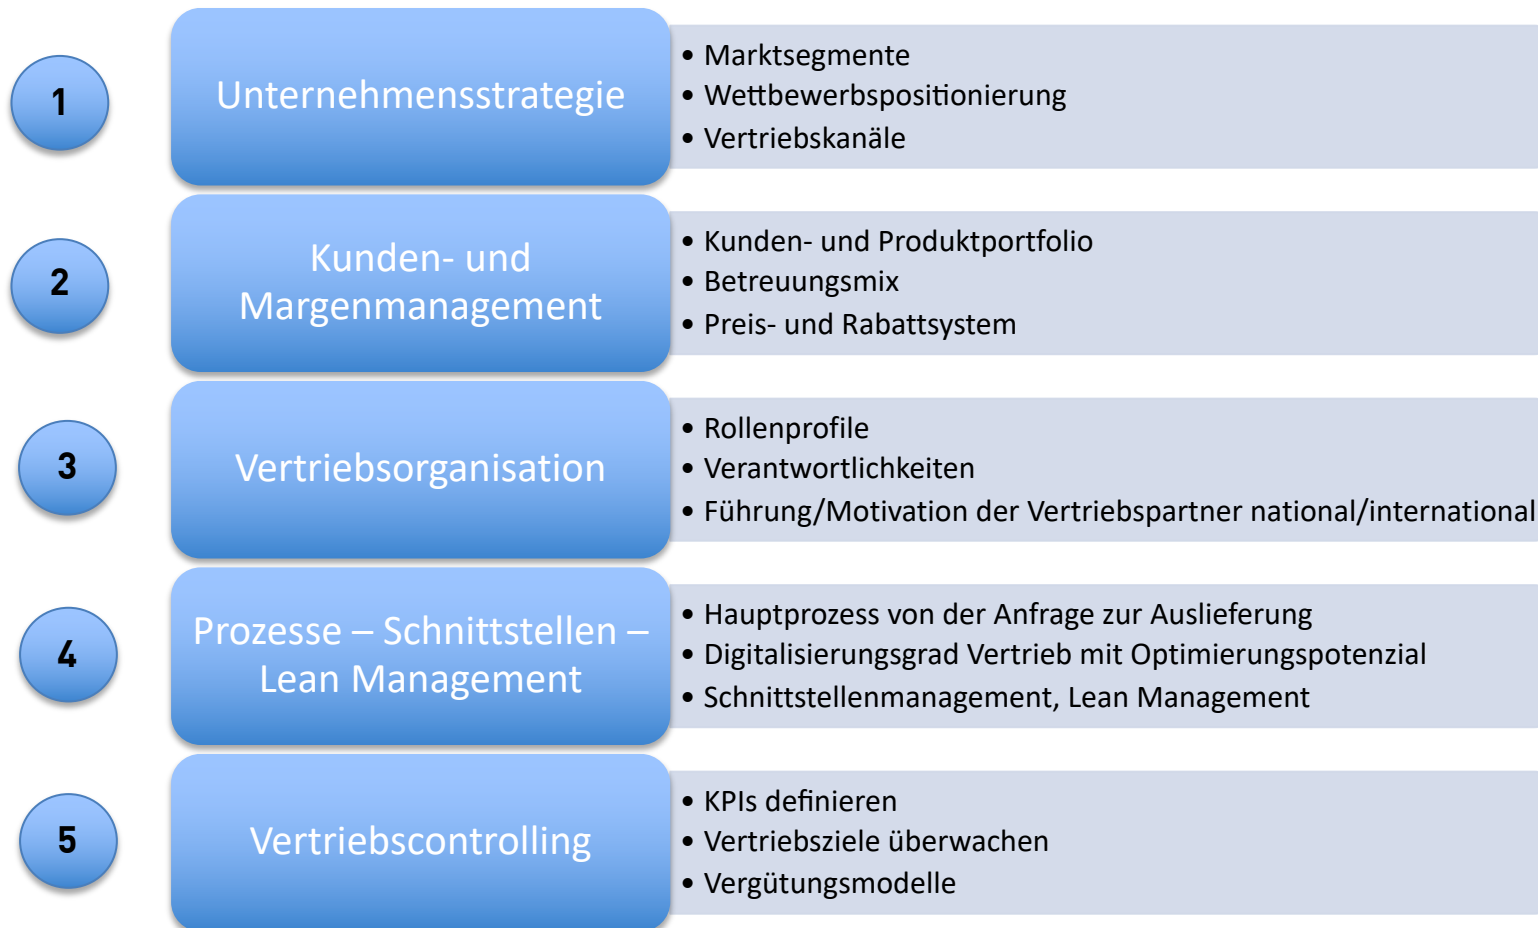 1
Unternehmensstrategie
• Marktsegmente
• Wettbewerbspositionierung
• Vertriebskanäle
2
Kunden- und
Margenmanagement
• Kunden- und Produktportfolio
• Betreuungsmix
• Preis- und Rabattsystem
3
Vertriebsorganisation
• Rollenprofile
• Verantwortlichkeiten
• Führung/Motivation der Vertriebspartner national/international
4
Prozesse – Schnittstellen –
Lean Management
• Hauptprozess von der Anfrage zur Auslieferung
• Digitalisierungsgrad Vertrieb mit Optimierungspotenzial
• Schnittstellenmanagement, Lean Management
5
Vertriebscontrolling
• KPIs definieren
• Vertriebsziele überwachen
• Vergütungsmodelle